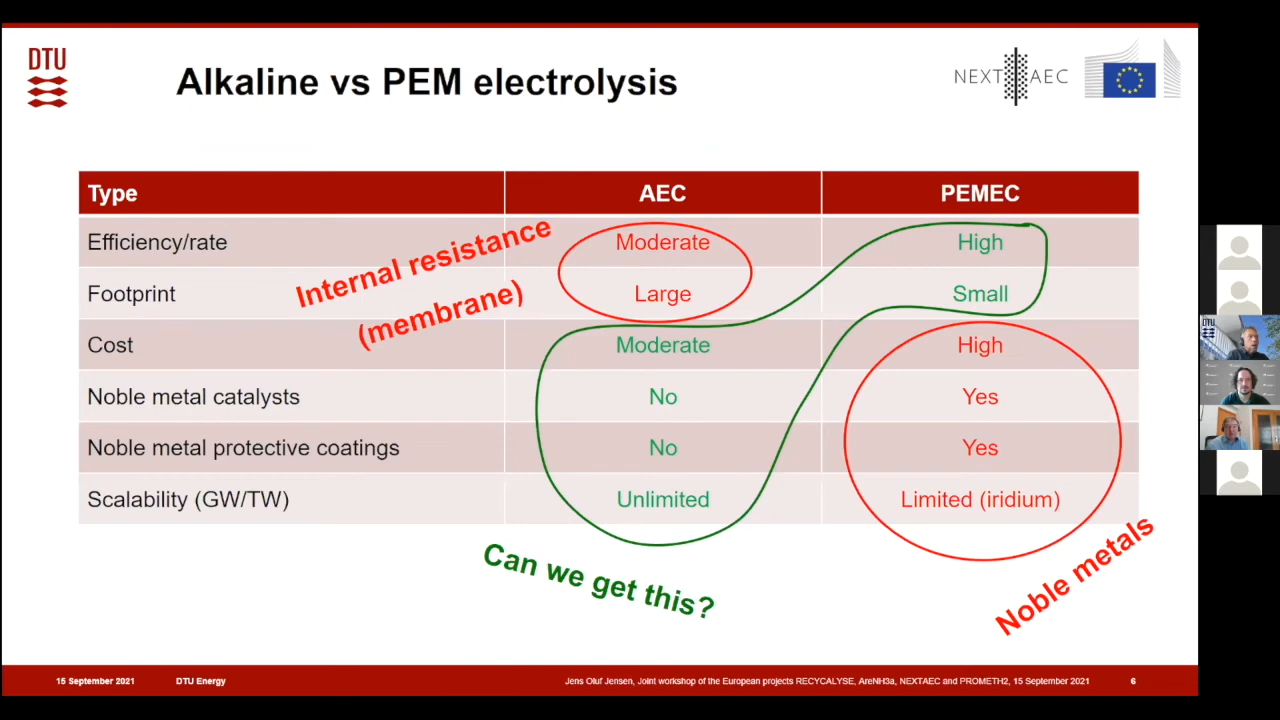 DTU
Alkaline vs PEM electrolysis
NEXT AEC
Type AEC PEMEC
Efficiency/rate Moderate High
Footprint Large Small
Cost Moderate High
Noble metal catalysts No Yes
Noble metal protective coatings No Yes
Scalability (GW/TW) Unlimited Limited (iridium)
Internal resistance
(membrane)
Can we get this?
Noble metals
15 September 2021 DTU Energy Jens Oluf Jensen, Joint workshop of the European projects RECYCALYSE, AreNH3a, NEXTAEC and PROMETH2, 15 September 2021 6
DTU